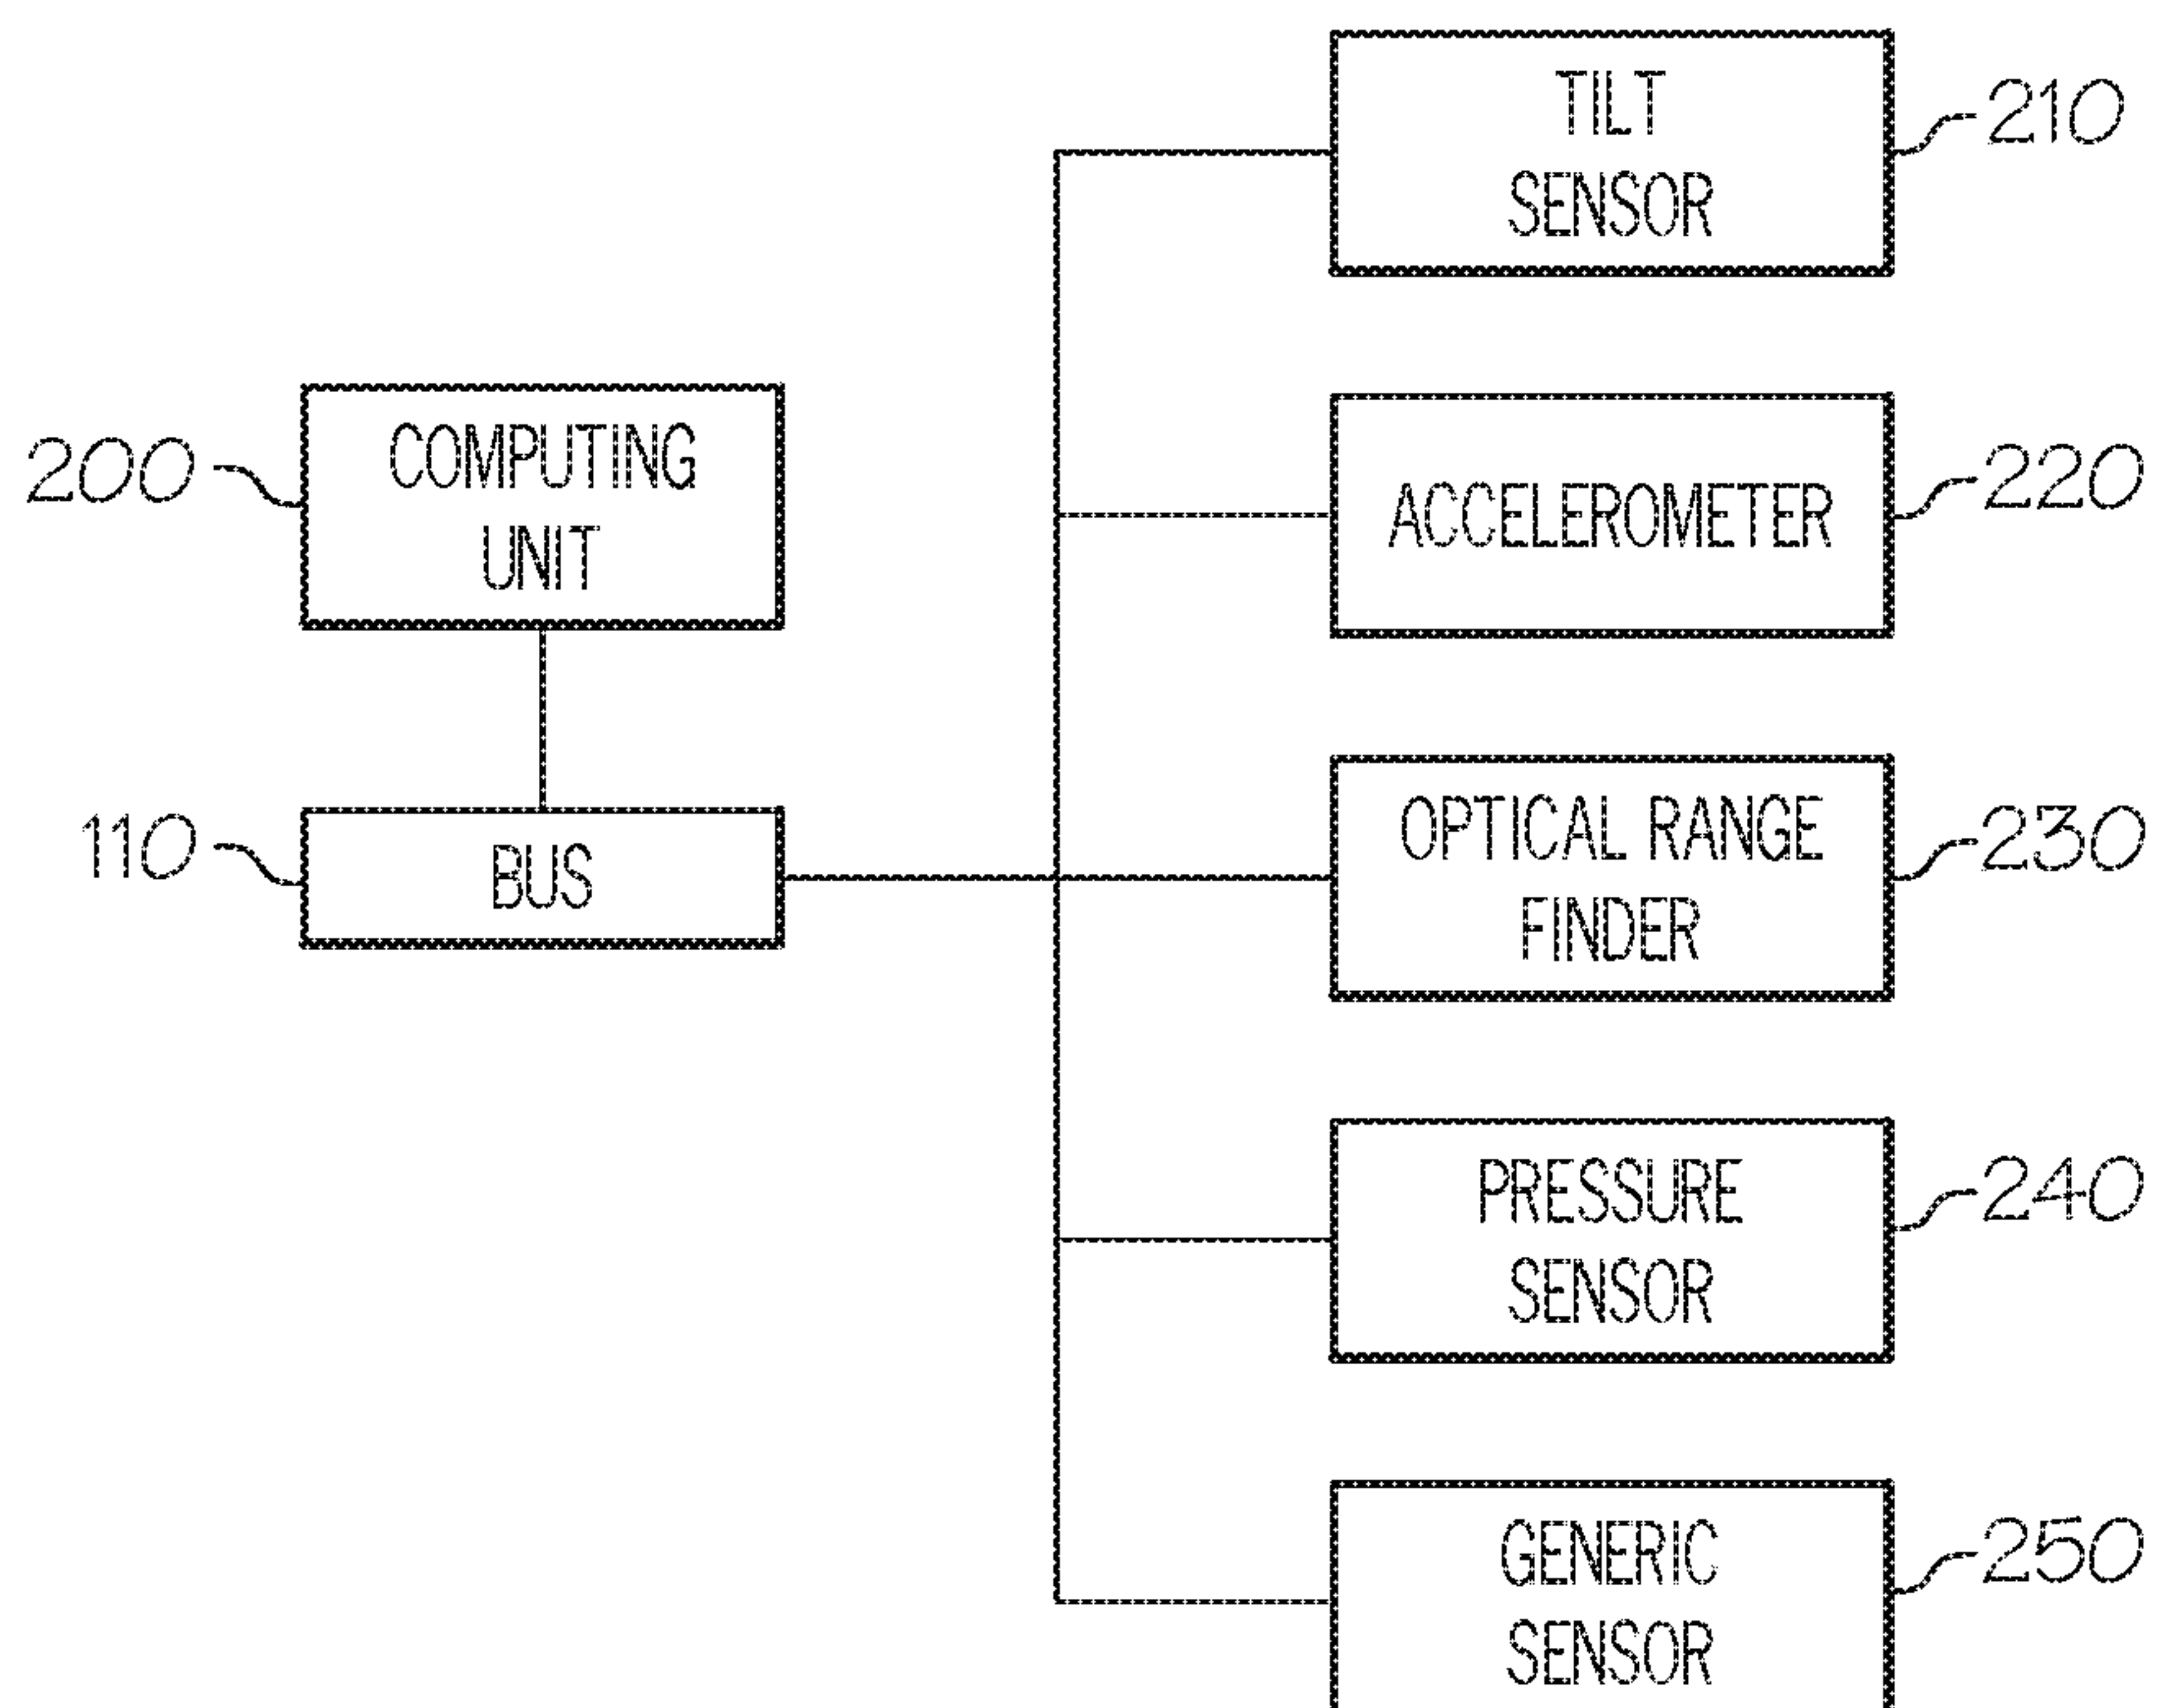 TILT
SENSOR
210
COMPUTING
UNIT
200
ACCELEROMETER
220
BUS
110
OPTICAL RANGE
FINDER
230
PRESSURE
SENSOR
240
GENERIC
SENSOR
250